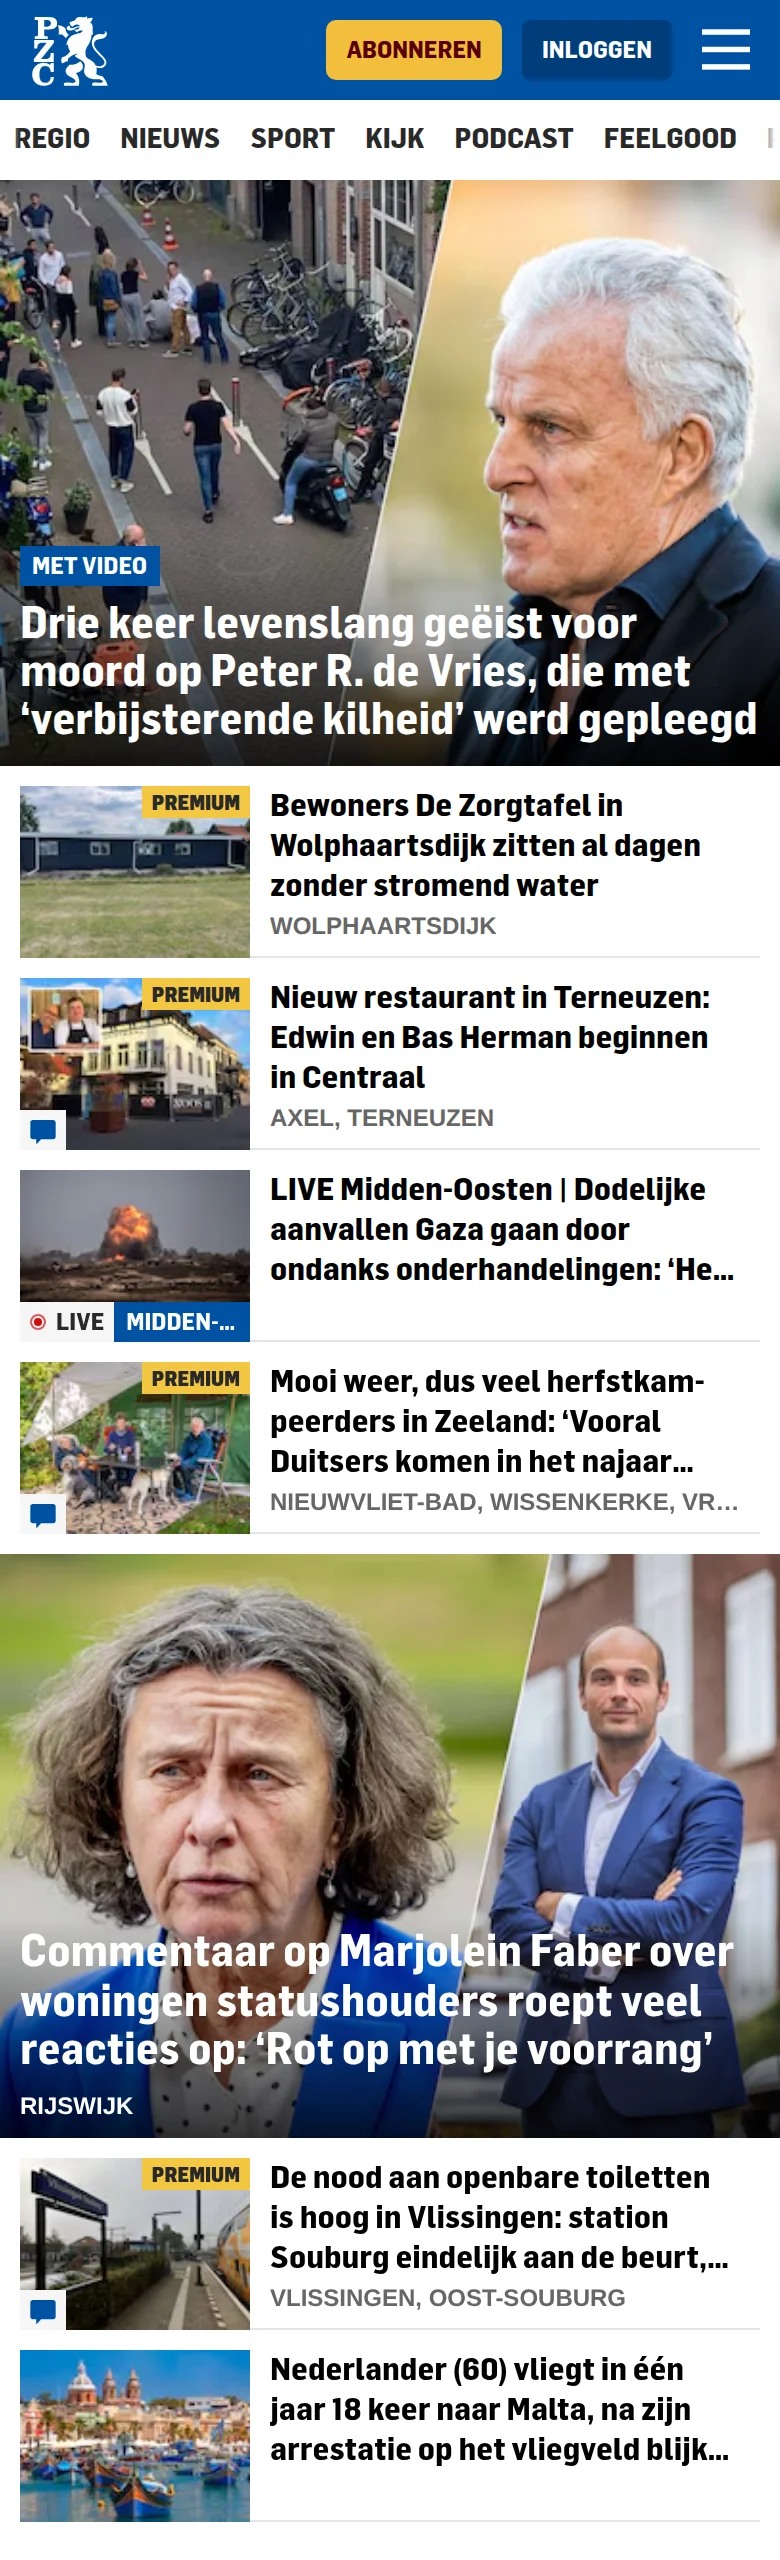 PZC
ABONNEREN
INLOGGEN
REGIO NIEUWS SPORT KIJK PODCAST FEELGOOD
MET VIDEO
Drie keer levenslang geëist voor
moord op Peter R. de Vries, die met
‘verbijsterende kilheid’ werd gepleegd
PREMIUM
Bewoners De Zorgtafel in
Wolphaartsdijk zitten al dagen
zonder stromend water
WOLPHAARTSDIJK
PREMIUM
Nieuw restaurant in Terneuzen:
Edwin en Bas Herman beginnen
in Centraal
AXEL, TERNEUZEN
LIVE MIDDEN-...
LIVE Midden-Oosten | Dodelijke
aanvallen Gaza gaan door
ondanks onderhandelingen: ‘He...
PREMIUM
Mooi weer, dus veel herfstkam-
peerders in Zeeland: ‘Vooral
Duitsers komen in het najaar...
NIEUWVLIET-BAD, WISSENKERKE, VR...
Commentaar op Marjolein Faber over
woningen statushouders roept veel
reacties op: ‘Rot op met je voorrang’
RIJSWIJK
PREMIUM
De nood aan openbare toiletten
is hoog in Vlissingen: station
Souburg eindelijk aan de beurt,...
VLISSINGEN, OOST-SOUBURG
Nederlander (60) vliegt in één
jaar 18 keer naar Malta, na zijn
arrestatie op het vliegveld blijk...